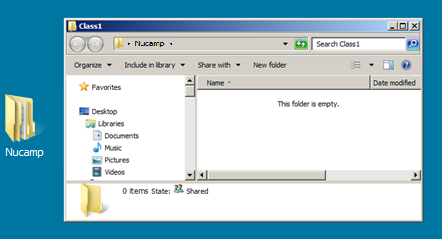 Class1
Nucamp
Search Class1
Organize Include in library Share with New folder
Favorites
Desktop
Libraries
Documents
Music
Pictures
Videos
Name Date modified
This folder is empty.
0 items State: Shared
Nucamp